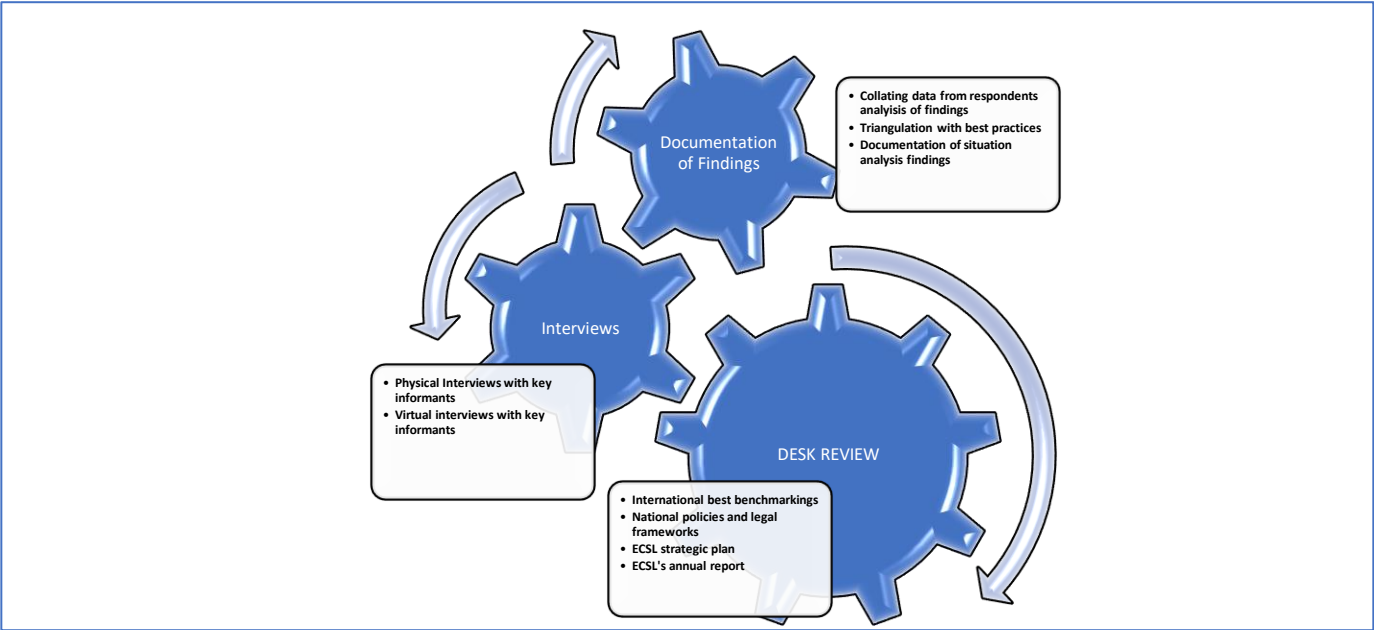 Documentation
of Findings
• Collating data from respondents
analyisis of findings
• Triangulation with best practices
• Documentation of situation
analysis findings
Interviews
• Physical Interviews with key
informants
• Virtual interviews with key
informants
DESK REVIEW
• International best benchmarkings
• National policies and legal
frameworks
• ECSL strategic plan
• ECSL's annual report